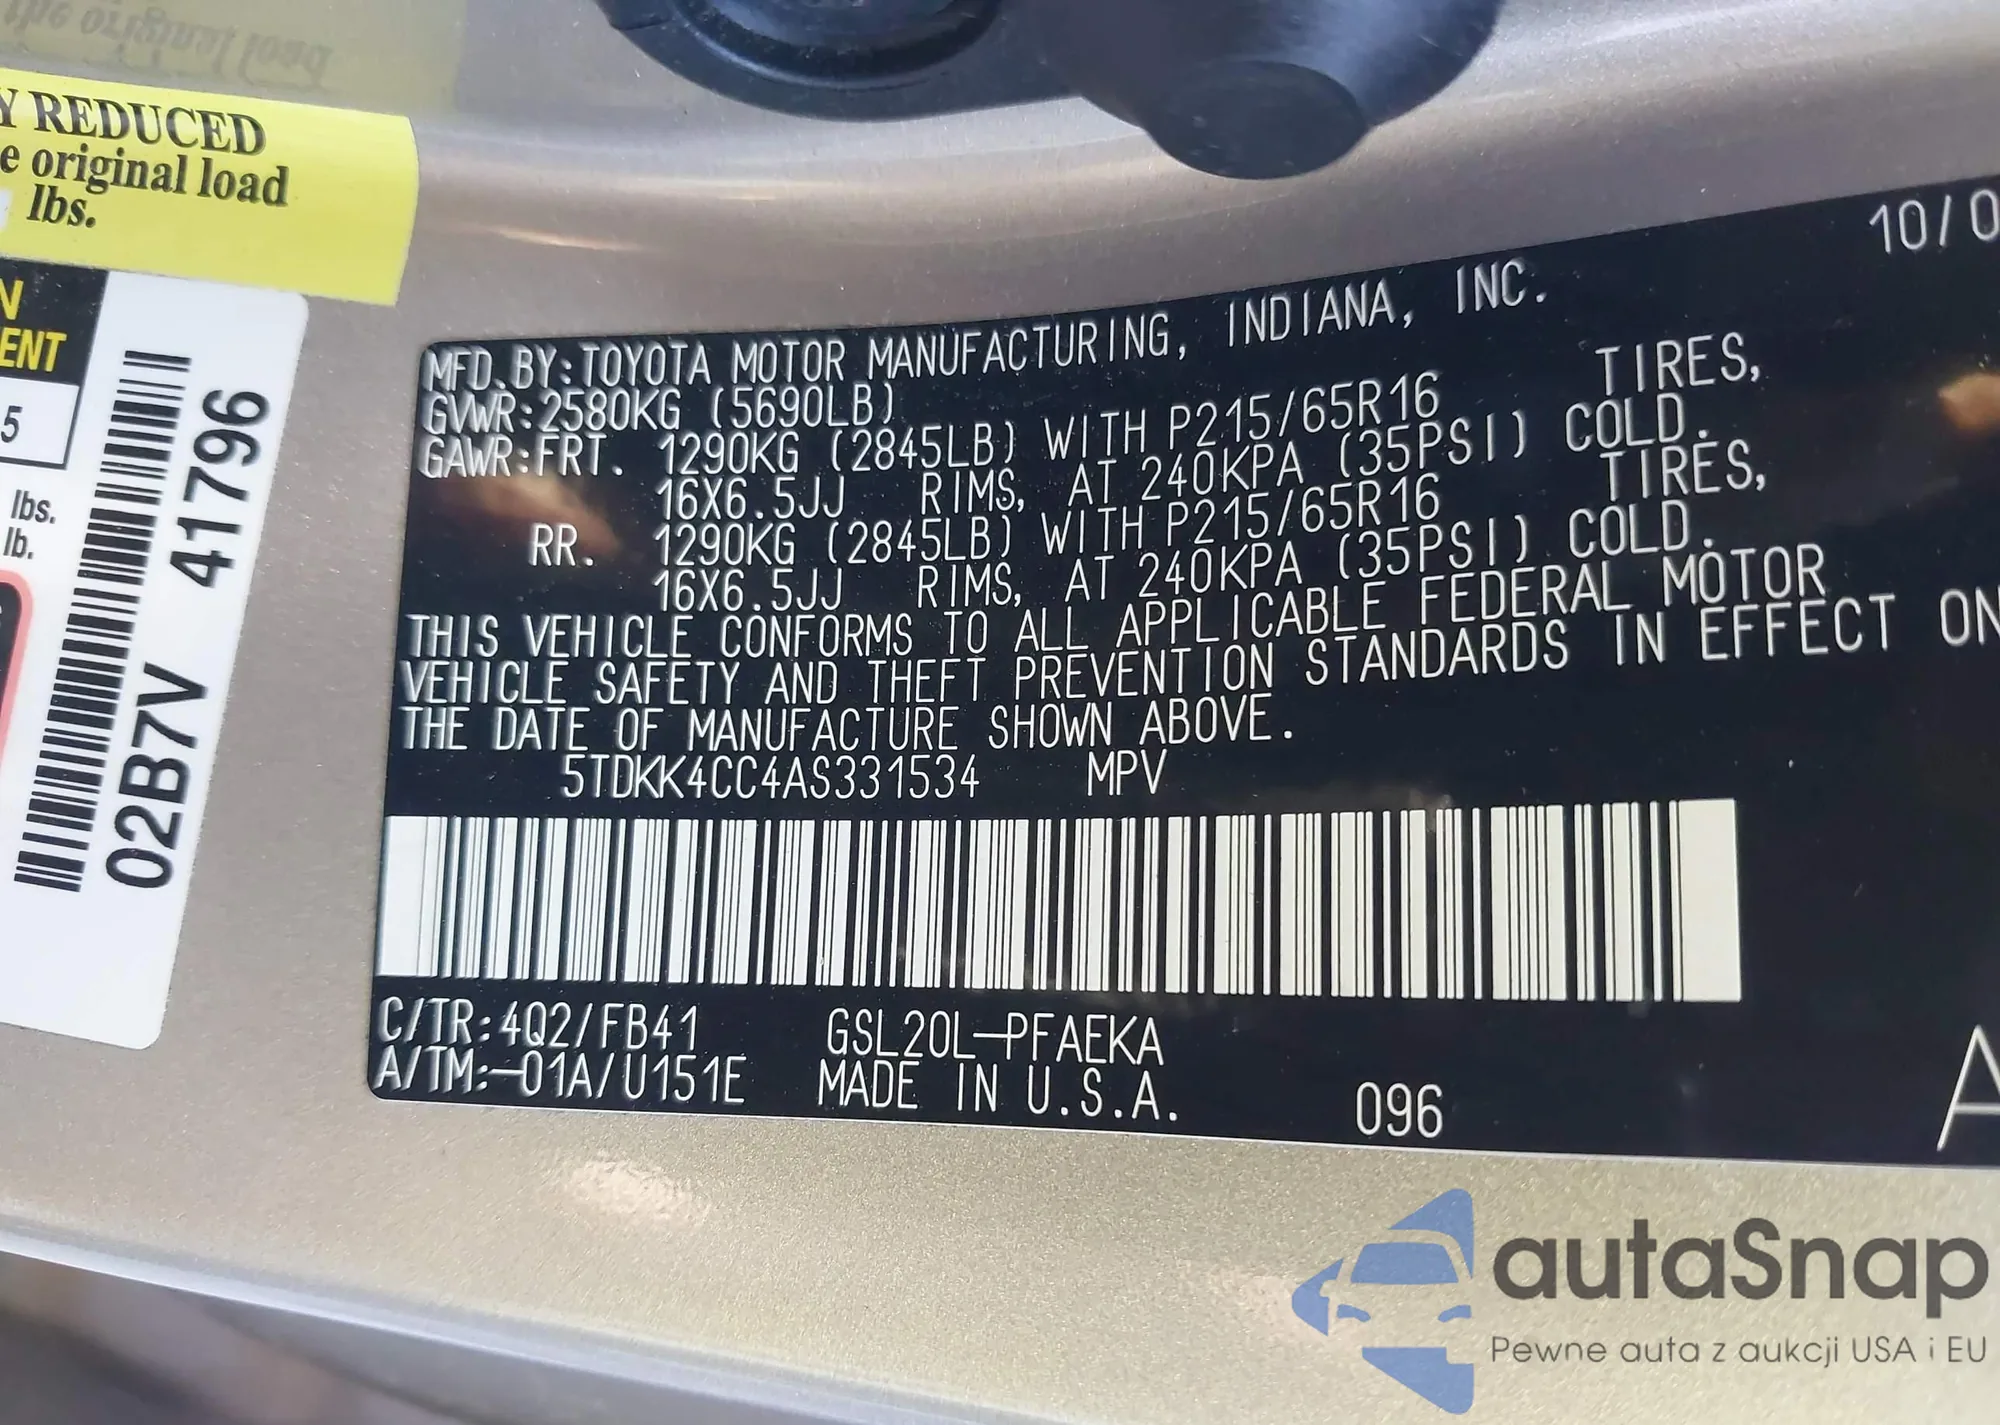 Y REDUCED
e original load
lbs.
N
ENT
5
lbs.
lb.
02B7V 41796
10/0
MFD.BY:TOYOTA MOTOR MANUFACTURING, INDIANA, INC.
GVWR:2580KG (5690LB)
GAWR:FRT. 1290KG (2845LB) WITH P215/65R16 TIRES,
16X6.5JJ RIMS, AT 240KPA (35PSI) COLD.
RR. 1290KG (2845LB) WITH P215/65R16 TIRES,
16X6.5JJ RIMS, AT 240KPA (35PSI) COLD.
THIS VEHICLE CONFORMS TO ALL APPLICABLE FEDERAL MOTOR
VEHICLE SAFETY AND THEFT PREVENTION STANDARDS IN EFFECT ON
THE DATE OF MANUFACTURE SHOWN ABOVE.
5TDKK4CC4AS331534 MPV
C/TR:4Q2/FB41 GSL20L-PFAEKA
A/TM:-01A/U151E MADE IN U.S.A. 096
A
autaSnap
Pewne auta z aukcji USA i EU